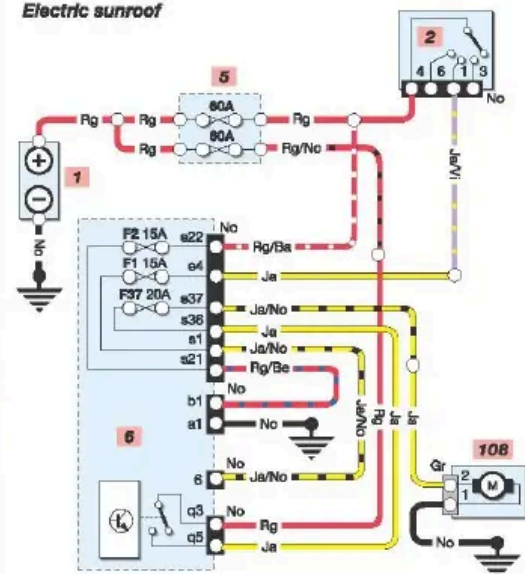 Electric sunroof
2
5
4 6 1 3
No
60A
Rg Rg Rg
60A
Rg Rg/No
1
No
Ja/Vi
No
F2 15A s22
Rg/Ba
F1 15A e4
Ja
F37 20A s37
Ja/No
s36
Ja
s1
Ja/No
s21
Rg/Be
No
b1
a1
No
Ja/No
Rg
Ja
Ja
6
No
6
Ja/No
108
Gr
2
M
1
q3
No
Rg
q5
Ja
No